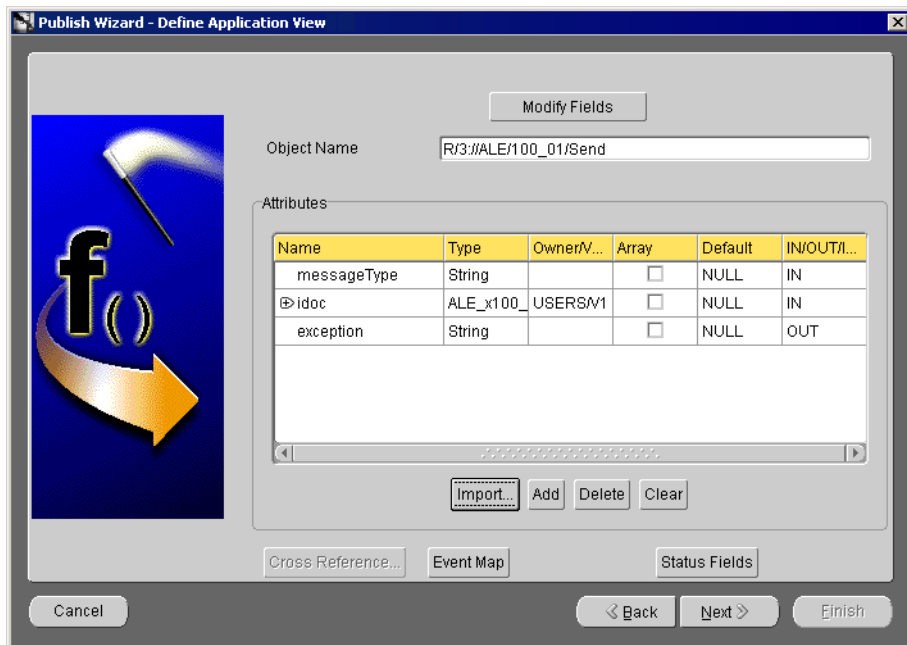 Publish Wizard - Define Application View
Modify Fields
Object Name R/3://ALE/100_01/Send
Attributes
Name Type Owner/V... Array Default IN/OUT/I...
messageType String NULL IN
idoc ALE_x100_ USERS/V1 NULL IN
exception String NULL OUT
f()
Import... Add Delete Clear
Cross Reference... Event Map Status Fields
Cancel Back Next Finish